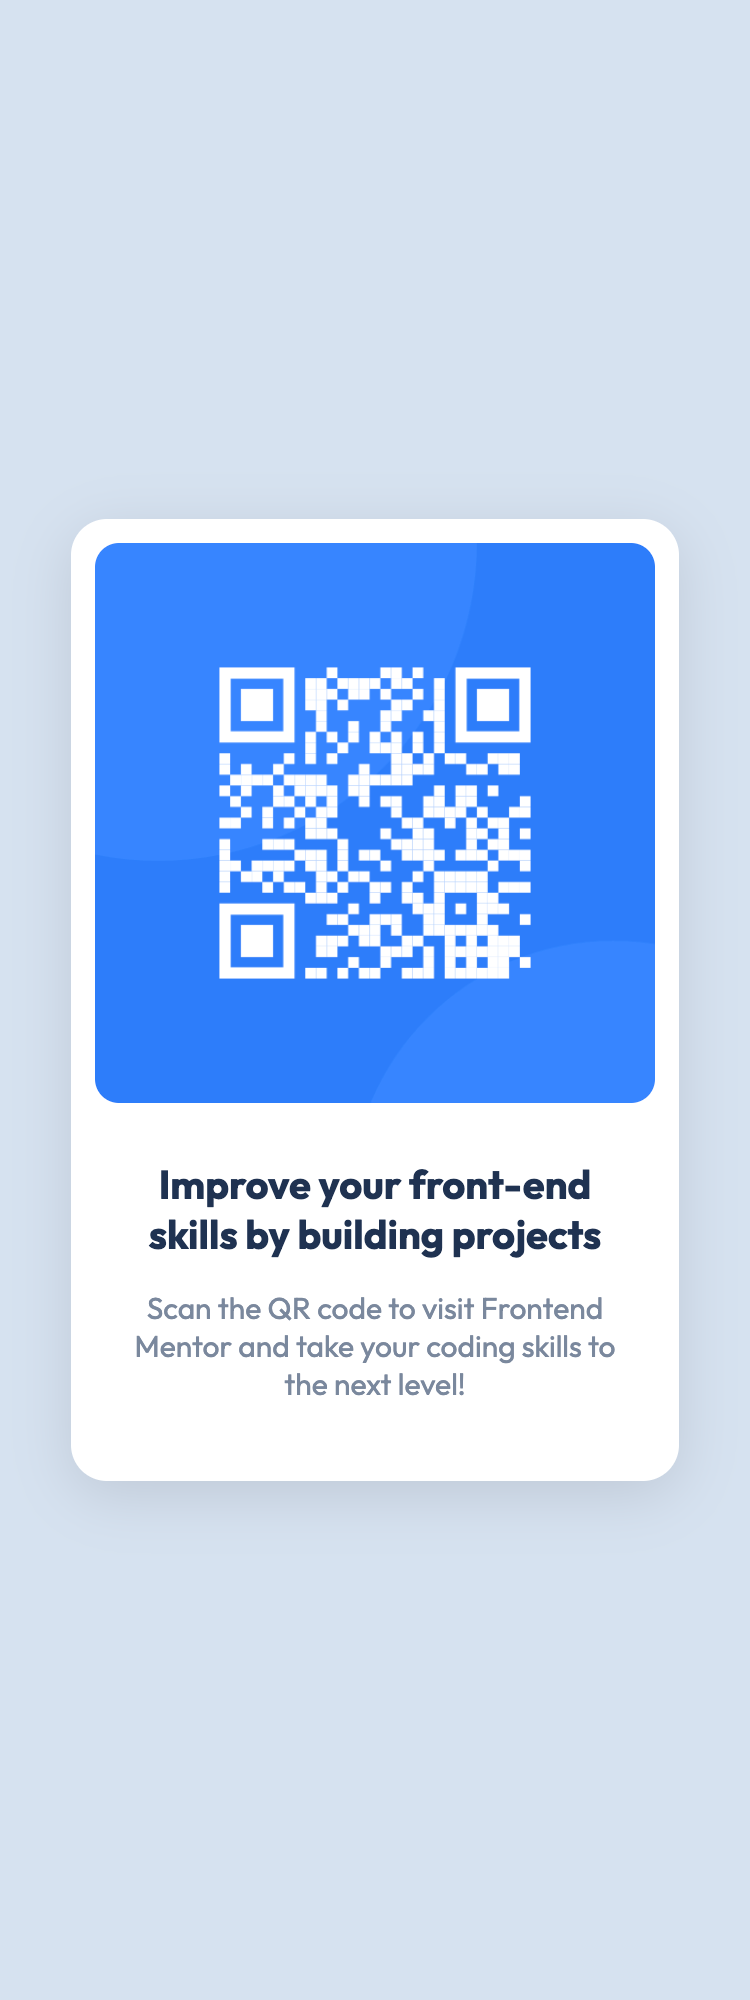 Improve your front-end
skills by building projects
Scan the QR code to visit Frontend
Mentor and take your coding skills to
the next level!